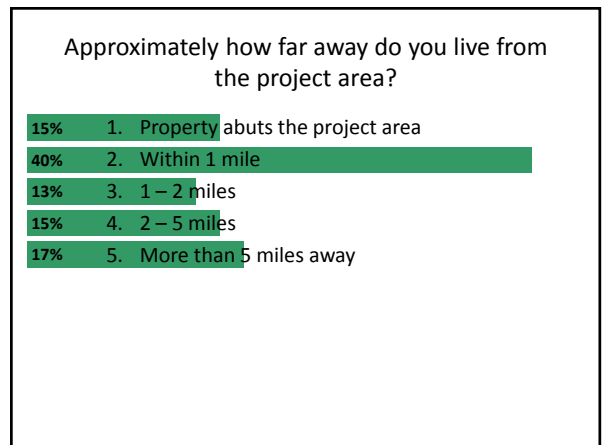 Approximately how far away do you live from
the project area?
15% 1. Property abuts the project area
40% 2. Within 1 mile
13% 3. 1 – 2 miles
15% 4. 2 – 5 miles
17% 5. More than 5 miles away